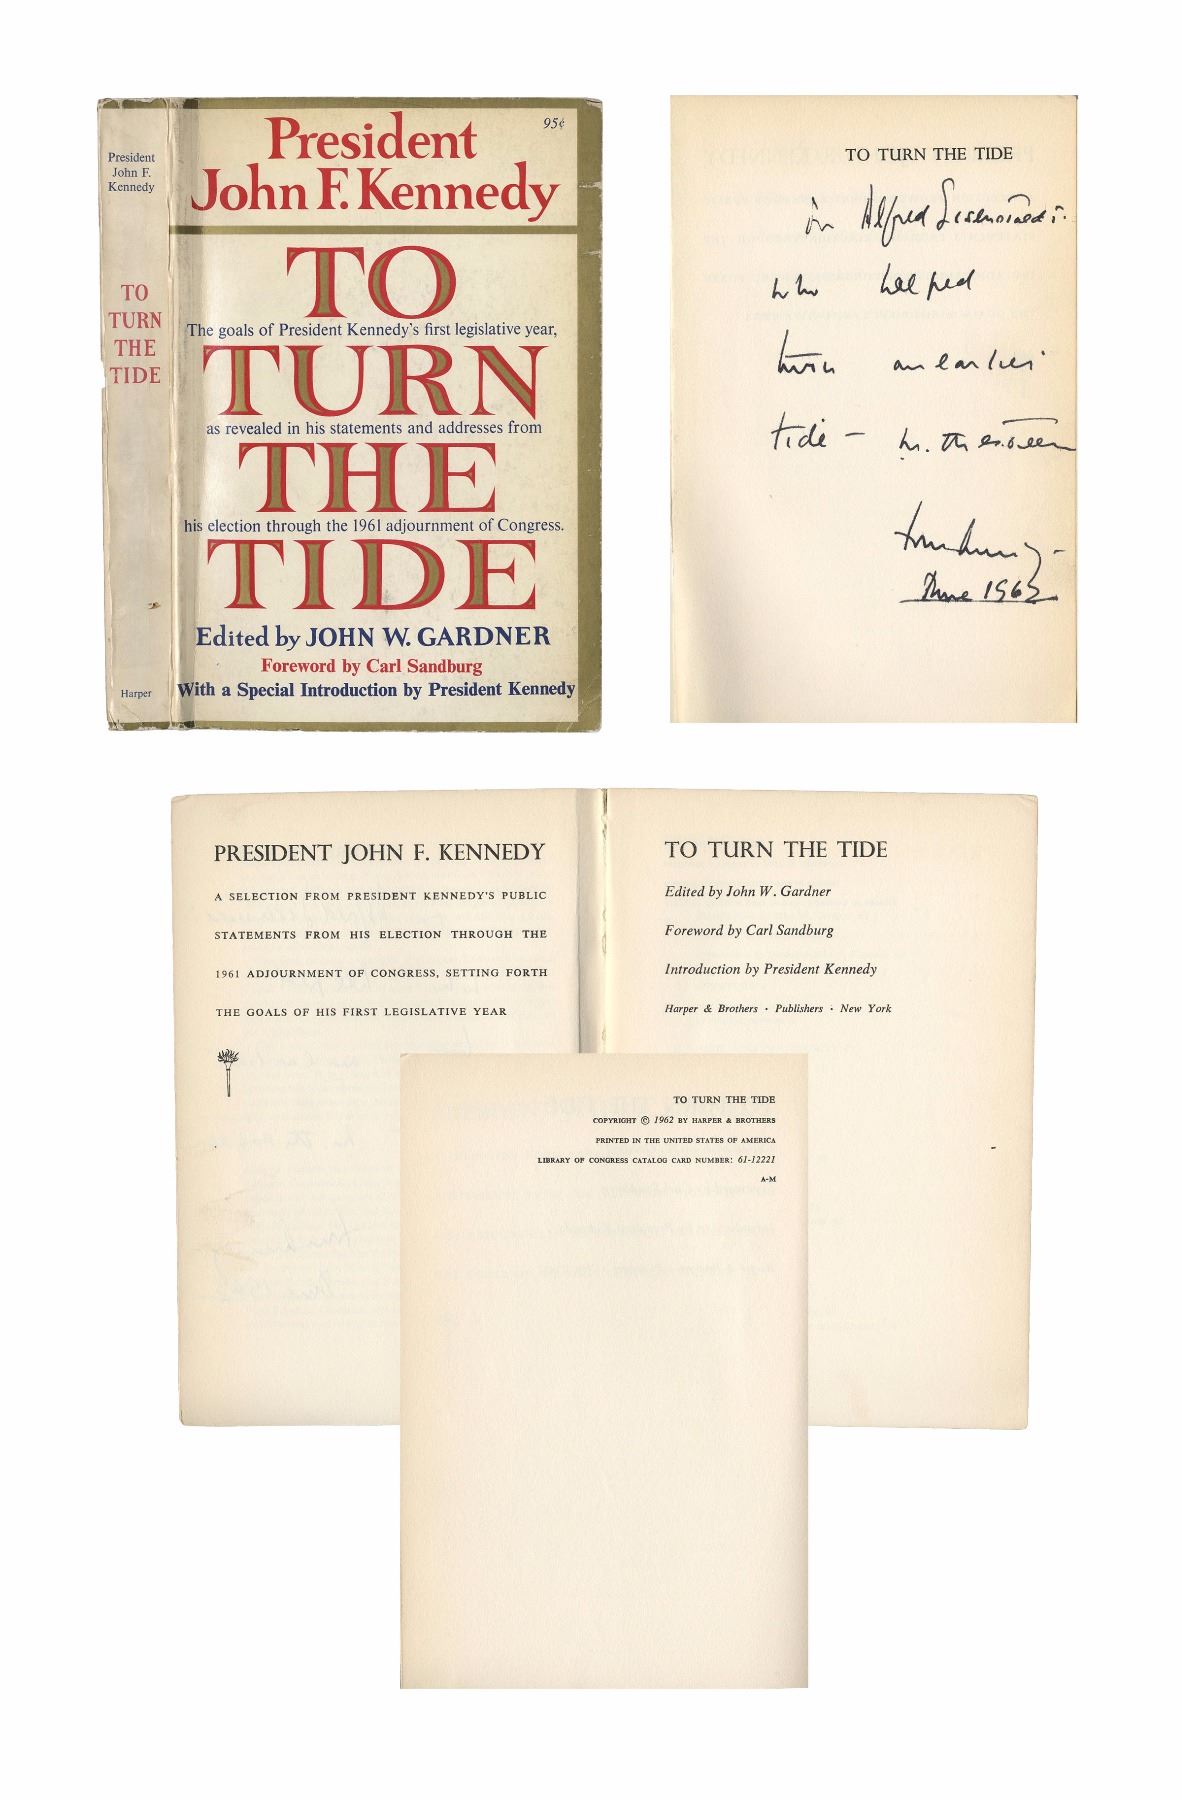 President
John F.
Kennedy
TO
TURN
THE
TIDE
Harper
95¢
President
John F. Kennedy
TO
The goals of President Kennedy's first legislative year,
TURN
as revealed in his statements and addresses from
THE
his election through the 1961 adjournment of Congress.
TIDE
Edited by JOHN W. GARDNER
Foreword by Carl Sandburg
With a Special Introduction by President Kennedy
TO TURN THE TIDE
Alfred Eisenstaedt
who helped
turn an earlier
tide – esteem
June 1962
PRESIDENT JOHN F. KENNEDY
A SELECTION FROM PRESIDENT KENNEDY'S PUBLIC
STATEMENTS FROM HIS ELECTION THROUGH THE
1961 ADJOURNMENT OF CONGRESS, SETTING FORTH
THE GOALS OF HIS FIRST LEGISLATIVE YEAR
TO TURN THE TIDE
Edited by John W. Gardner
Foreword by Carl Sandburg
Introduction by President Kennedy
Harper & Brothers · Publishers · New York
TO TURN THE TIDE
COPYRIGHT © 1962 BY HARPER & BROTHERS
PRINTED IN THE UNITED STATES OF AMERICA
LIBRARY OF CONGRESS CATALOG CARD NUMBER: 61-12221
A-M